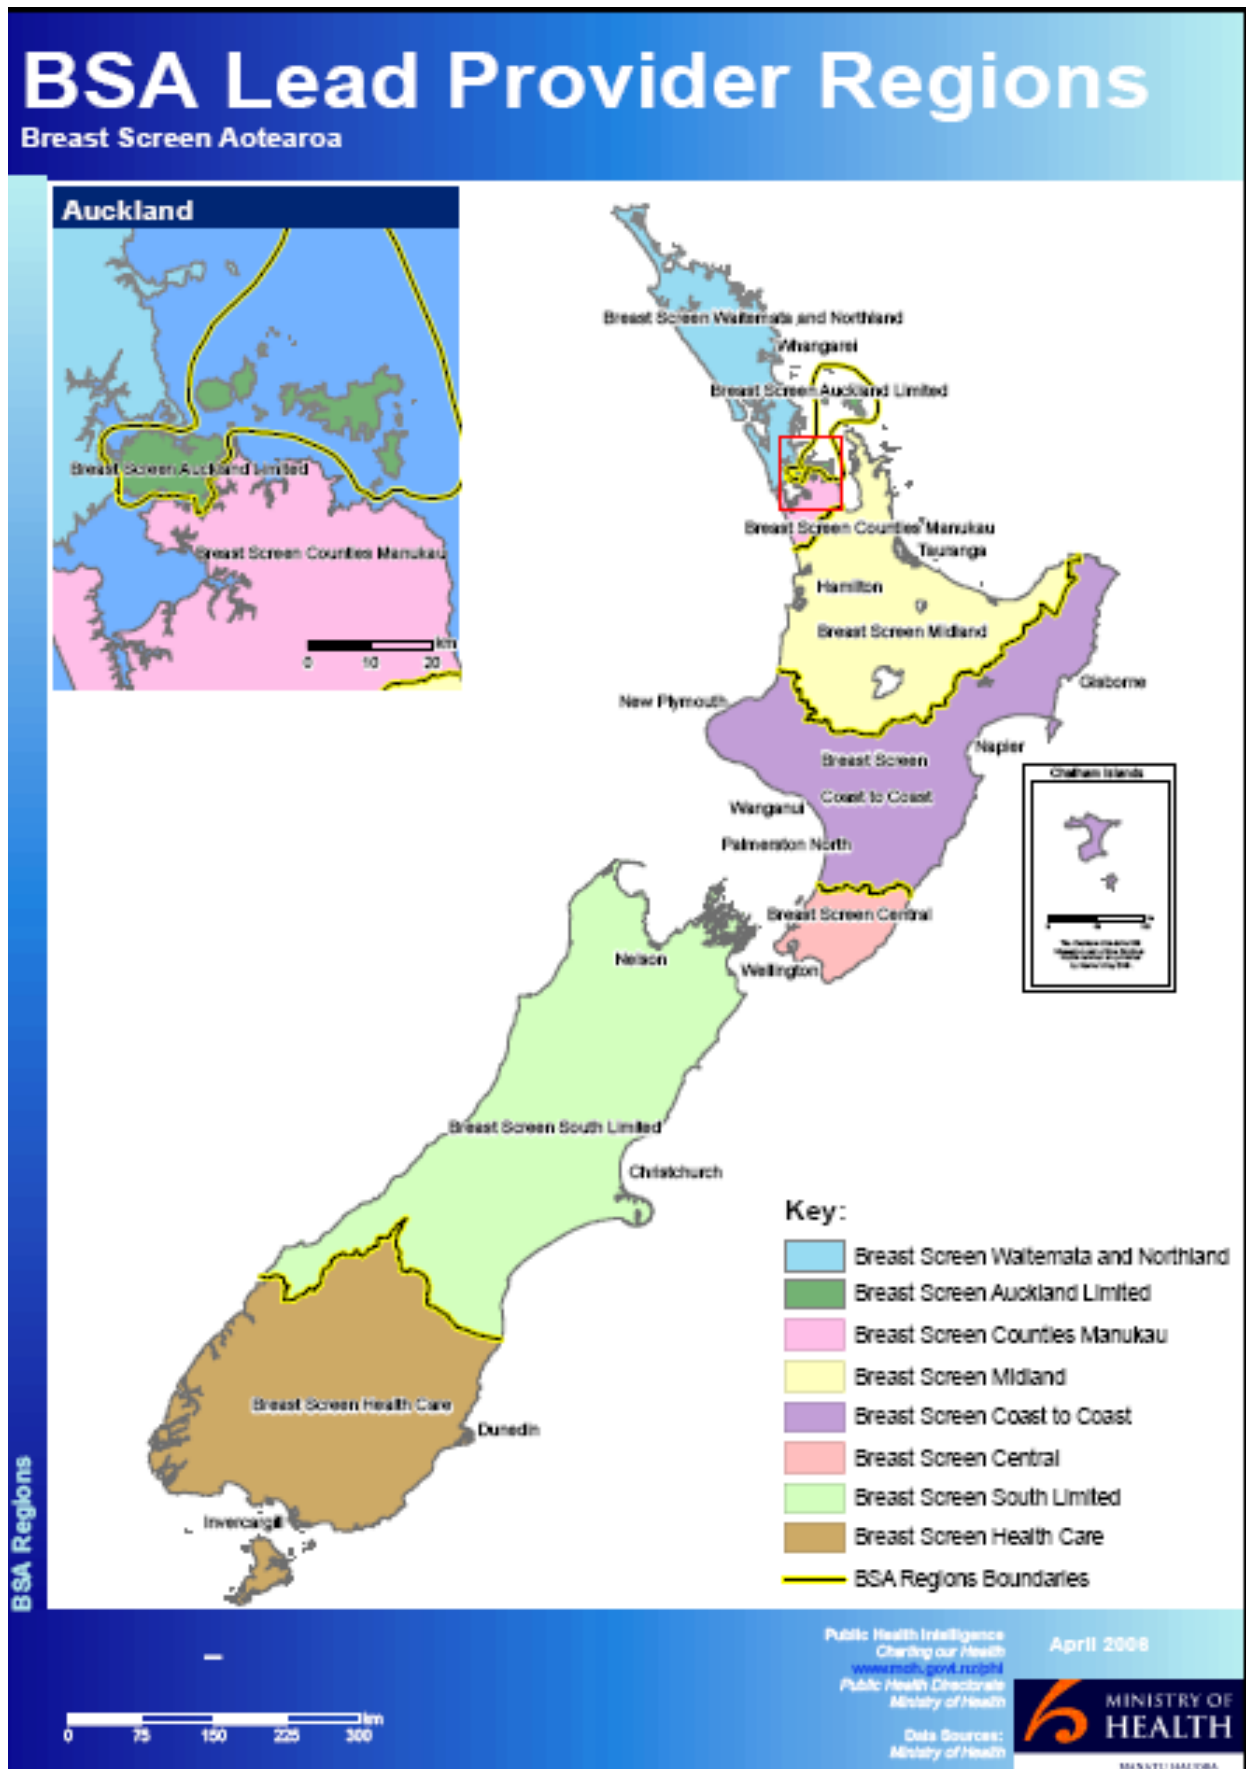 BSA Lead Provider Regions
Breast Screen Aotearoa
Auckland
Breast Screen Auckland Limited
Breast Screen Counties Manukau
km
0 10 20
Breast Screen Waitemata and Northland
Whangarei
Breast Screen Auckland Limited
Breast Screen Counties Manukau
Tauranga
Hamilton
Breast Screen Midland
Gisborne
New Plymouth
Napier
Breast Screen
Coast to Coast
Wanganui
Palmerston North
Chatham Islands
Breast Screen Central
Nelson
Wellington
Breast Screen South Limited
Christchurch
Breast Screen Health Care
Dunedin
Invercargill
Key:
Breast Screen Waitemata and Northland
Breast Screen Auckland Limited
Breast Screen Counties Manukau
Breast Screen Midland
Breast Screen Coast to Coast
Breast Screen Central
Breast Screen South Limited
Breast Screen Health Care
BSA Regions Boundaries
BSA Regions
km
0 75 150 225 300
Public Health Intelligence
Charting our Health
www.moh.govt.nz/phi
Public Health Directorate
Ministry of Health
Data Sources:
Ministry of Health
April 2006
MINISTRY OF
HEALTH